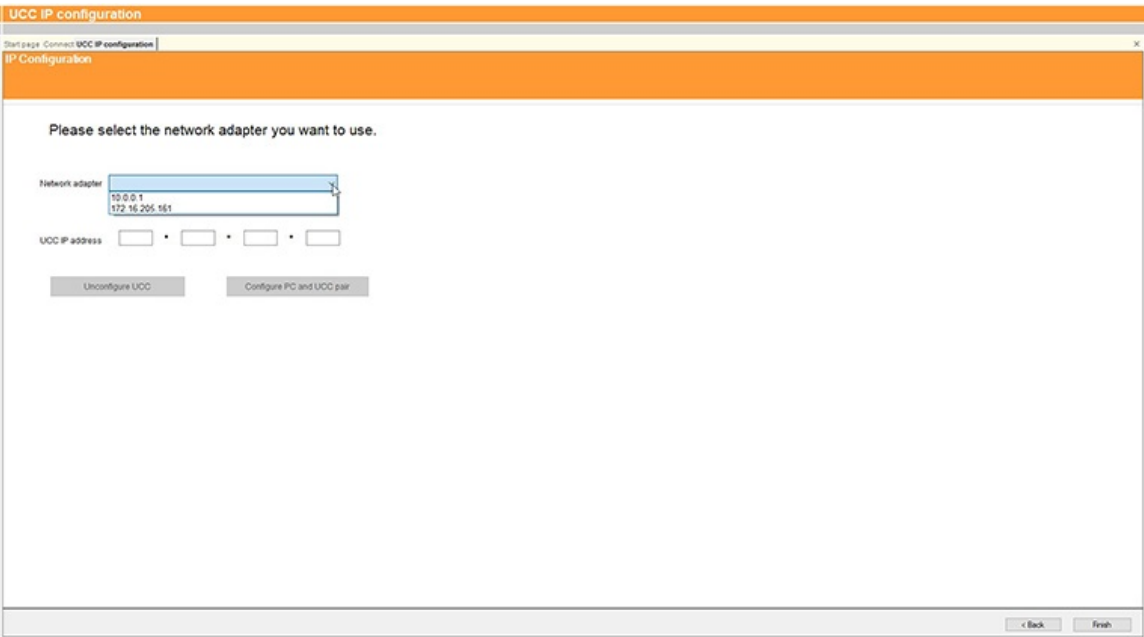 UCC IP configuration
Start page Connect UCC IP configuration
IP Configuration
Please select the network adapter you want to use.
Network adapter
10.0.0.1
172.16.205.161
UCC IP address
Unconfigure UCC Configure PC and UCC pair
< Back Finish